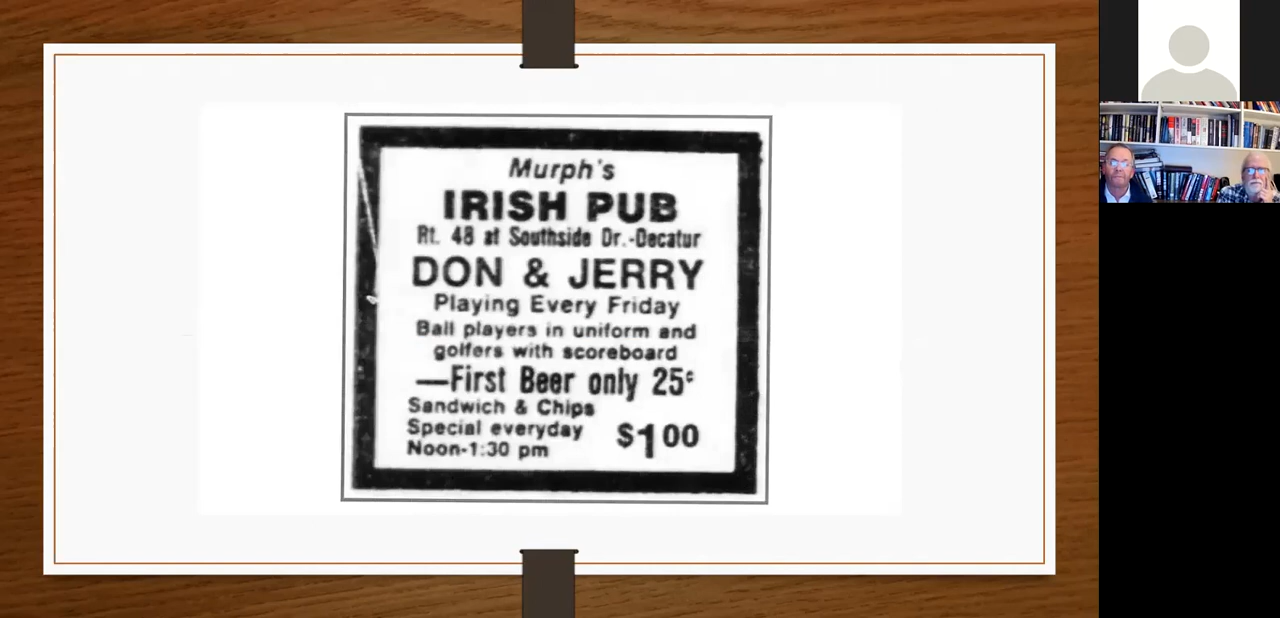 Murph's
IRISH PUB
Rt. 48 at Southside Dr.-Decatur
DON & JERRY
Playing Every Friday
Ball players in uniform and
golfers with scoreboard
—First Beer only 25¢
Sandwich & Chips
Special everyday
Noon-1:30 pm
$1 00